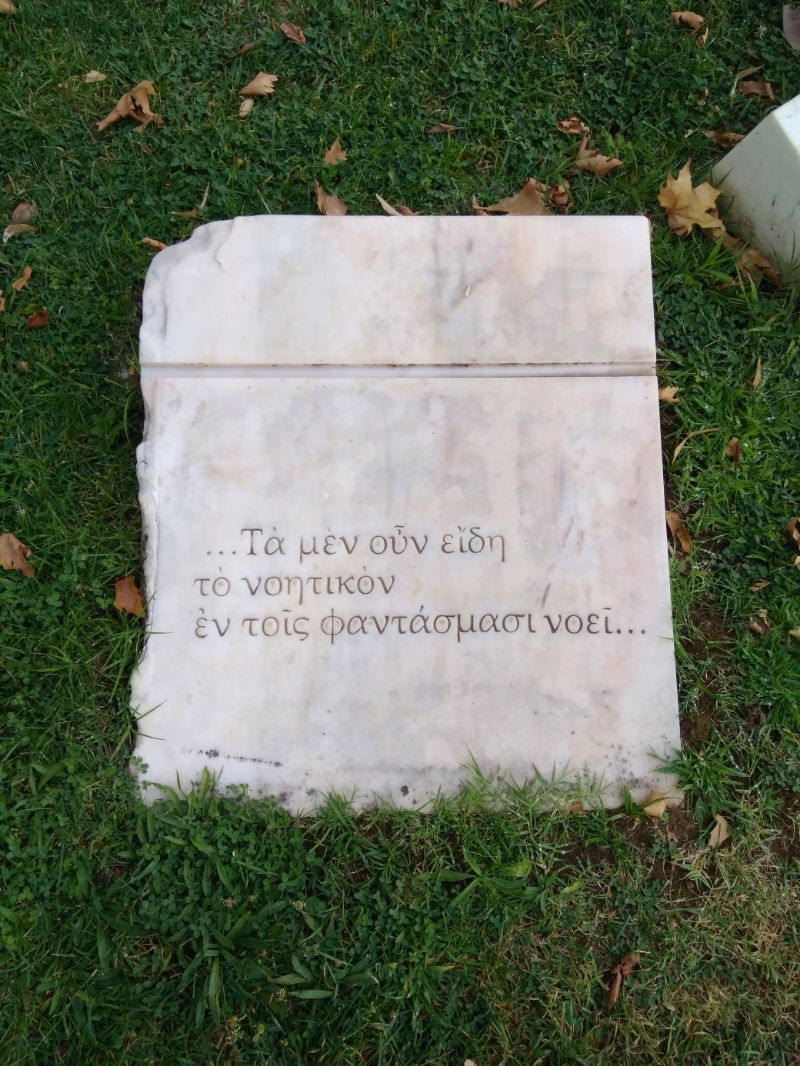 ...Τὰ μὲν οὖν εἴδη
τὸ νοητικὸν
ἐν τοῖς φαντάσμασι νοεῖ...